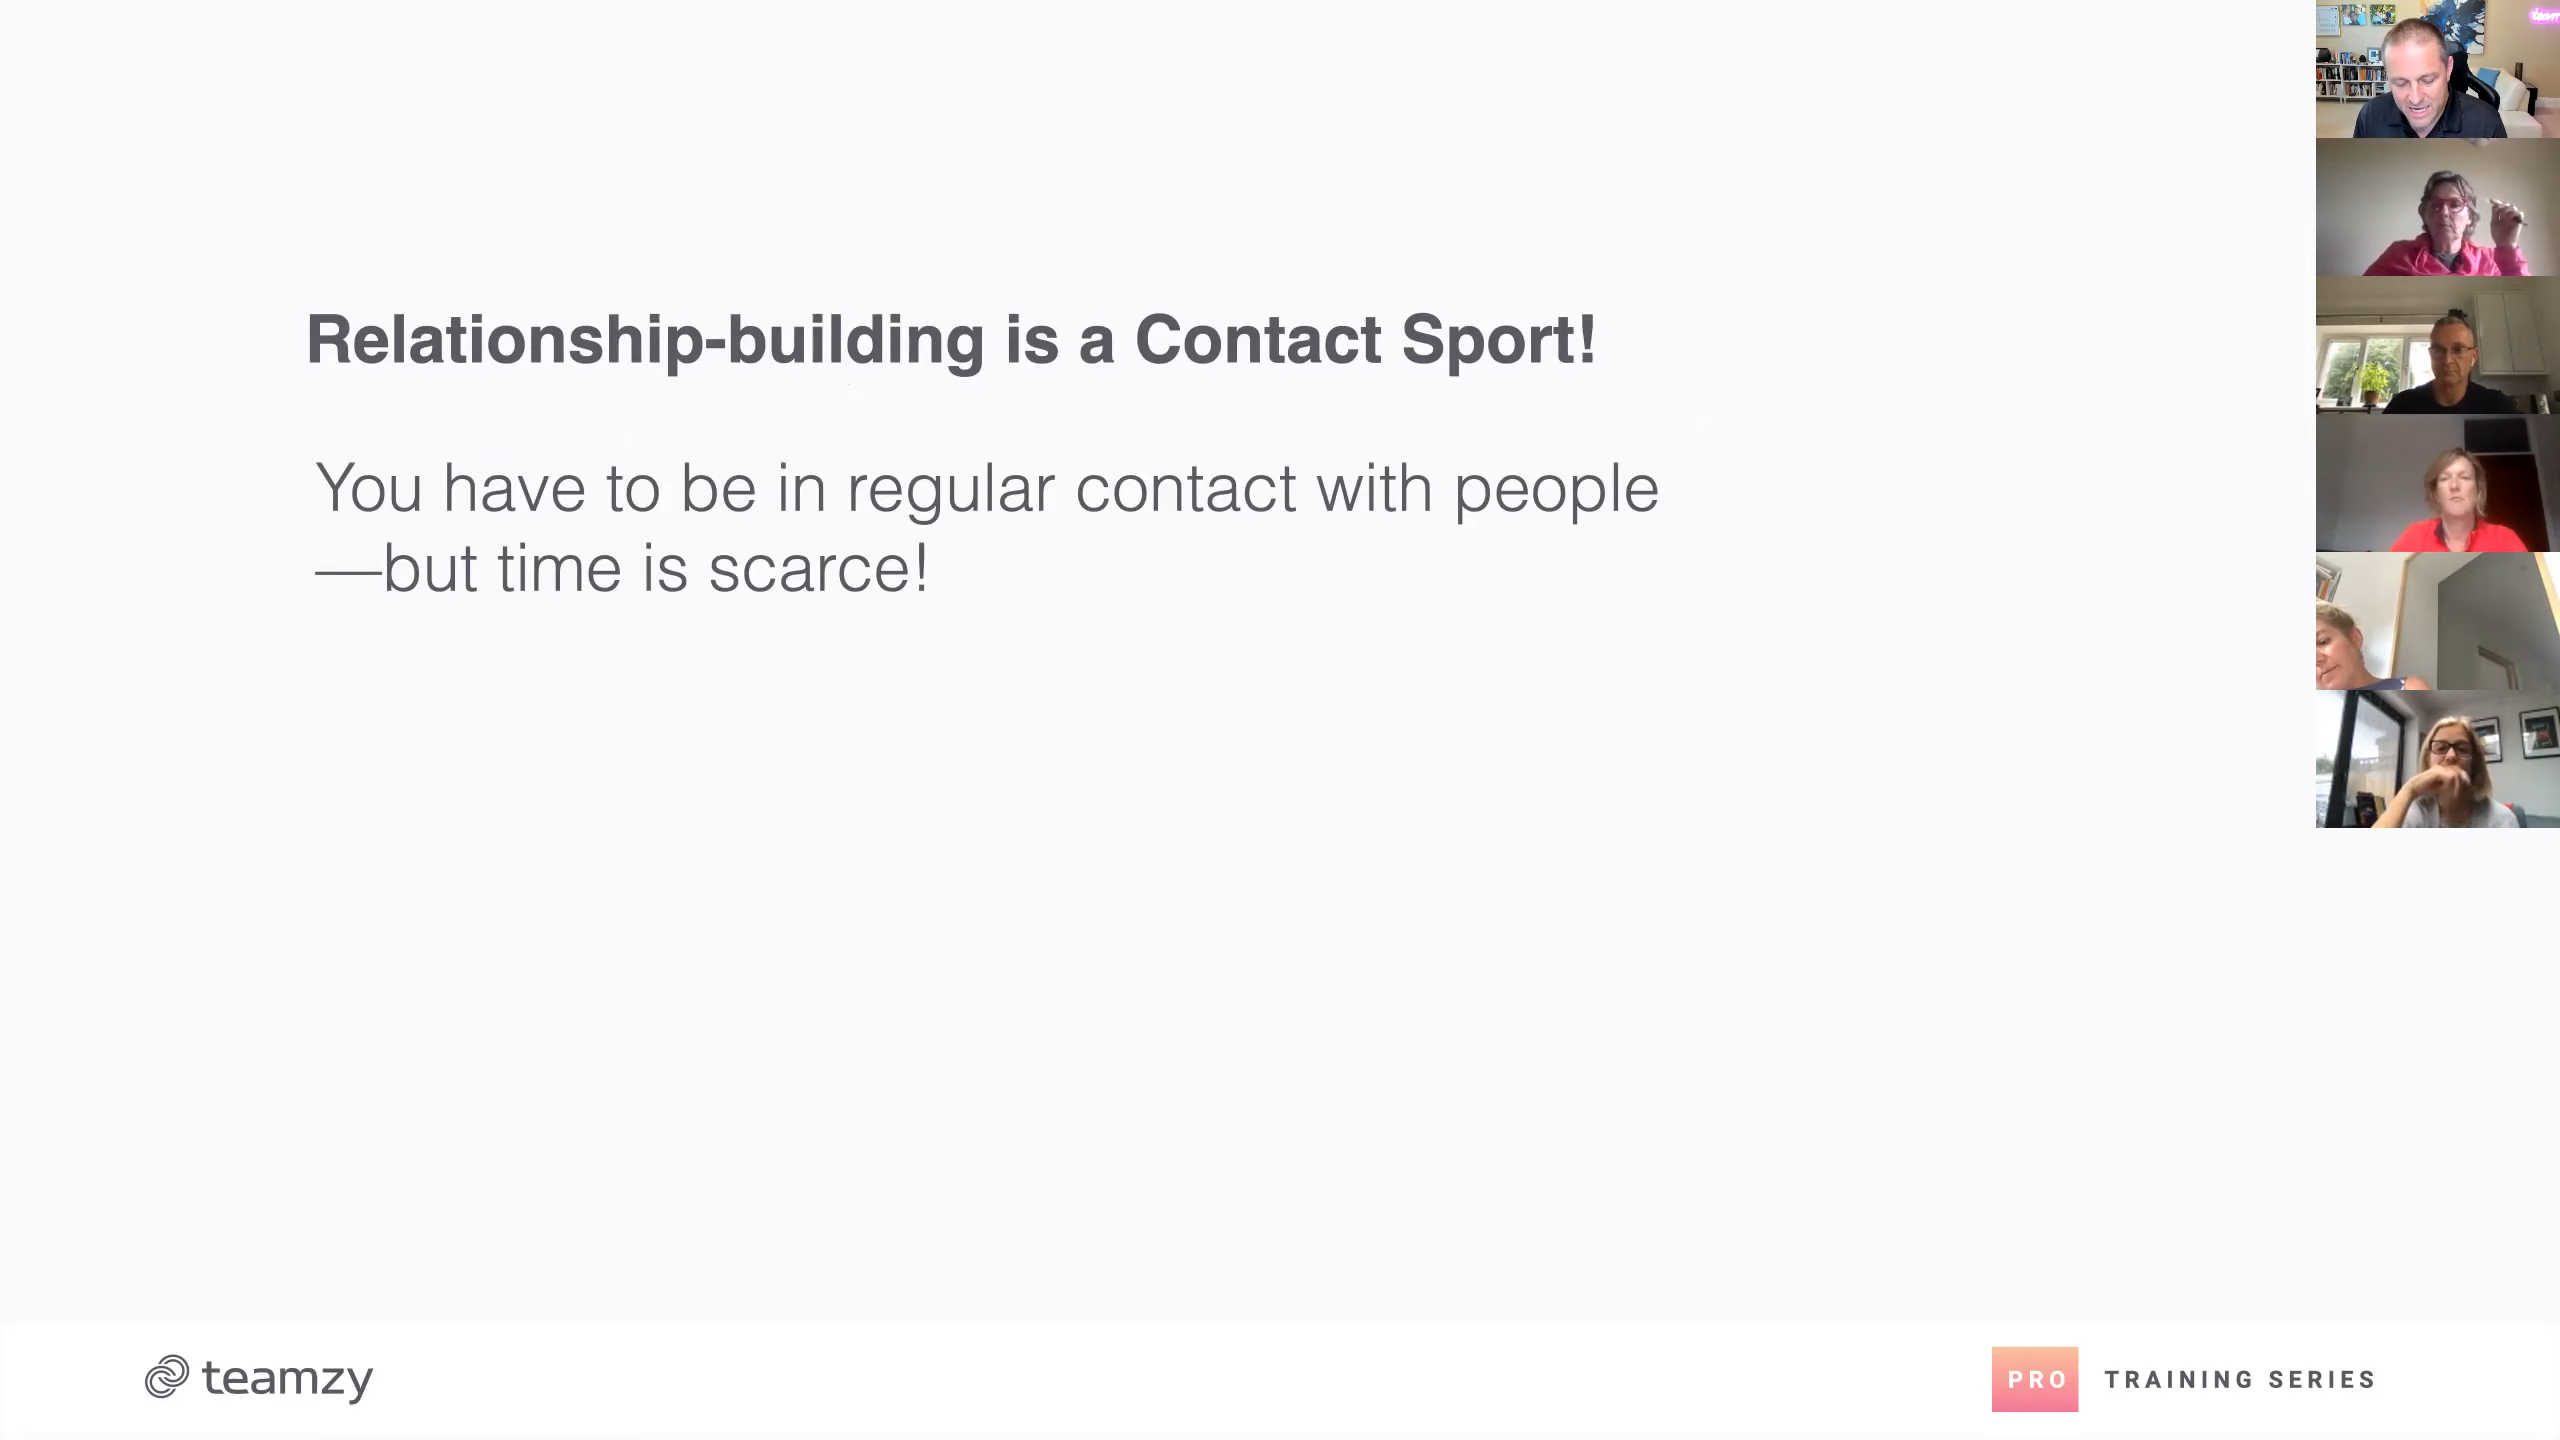 Relationship-building is a Contact Sport!
You have to be in regular contact with people
—but time is scarce!
teamzy
PRO TRAINING SERIES